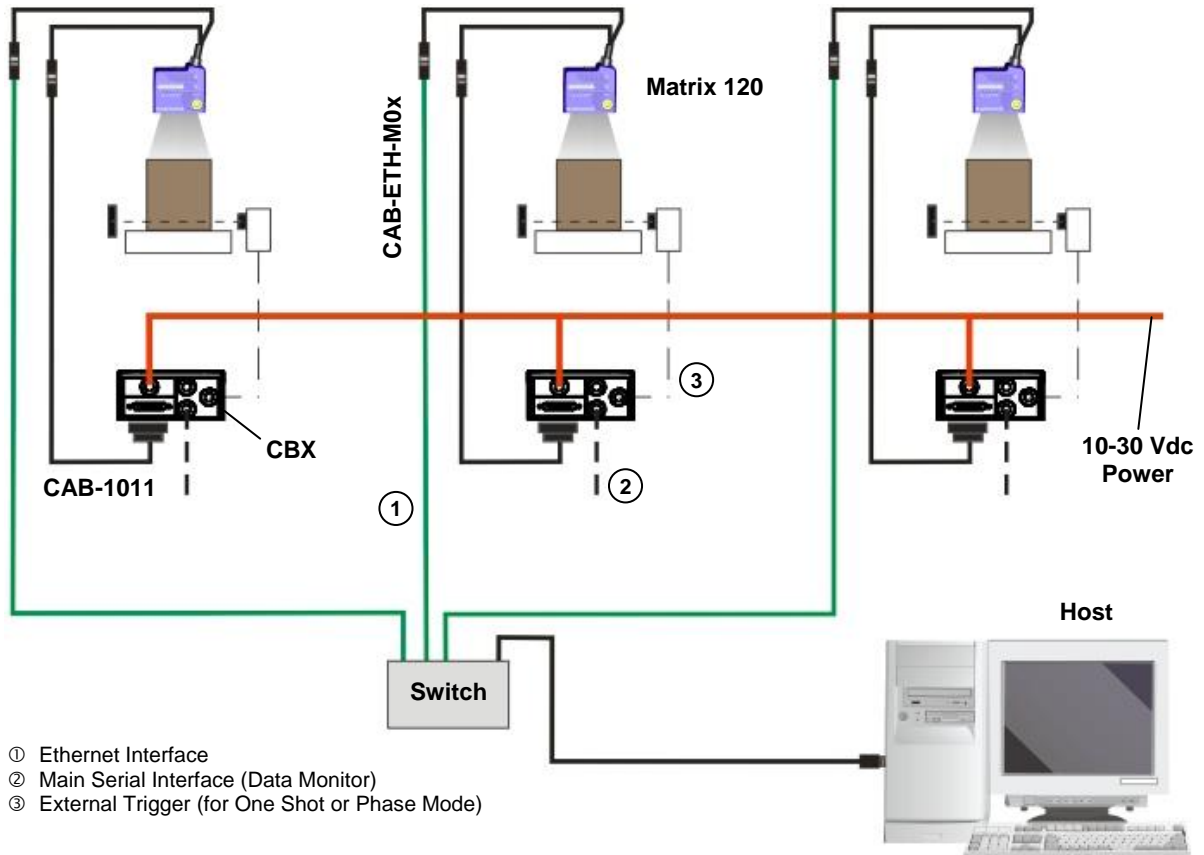 Matrix 120
CAB-ETH-M0x
③
CBX
10-30 Vdc
Power
CAB-1011
②
①
Host
Switch
① Ethernet Interface
② Main Serial Interface (Data Monitor)
③ External Trigger (for One Shot or Phase Mode)